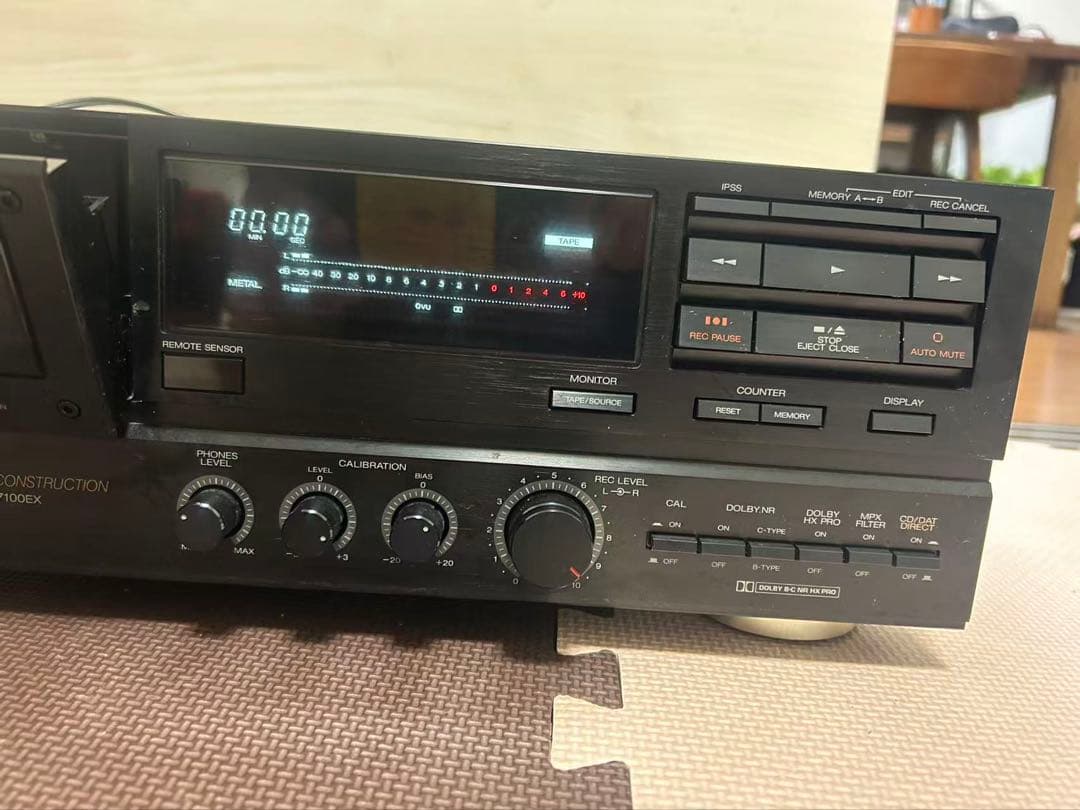 00.00
MIN SEC
TAPE
L
dB -∞ 40 30 20 10 8 6 4 3 2 1 0 1 2 4 6 +10
METAL
R
OVU
REMOTE SENSOR
IPSS
MEMORY A↔B
EDIT
REC CANCEL
REC PAUSE
STOP
EJECT CLOSE
AUTO MUTE
MONITOR
TAPE/SOURCE
COUNTER
RESET
MEMORY
DISPLAY
CONSTRUCTION
7100EX
PHONES
LEVEL
MAX
CALIBRATION
LEVEL
0
+3
BIAS
0
-20 +20
REC LEVEL
L R
0 1 2 3 4 5 6 7 8 9 10
CAL
ON
OFF
DOLBY NR
ON
OFF
C-TYPE
B-TYPE
DOLBY
HX PRO
ON
OFF
MPX
FILTER
ON
OFF
CD/DAT
DIRECT
ON
OFF
DOLBY B-C NR HX PRO